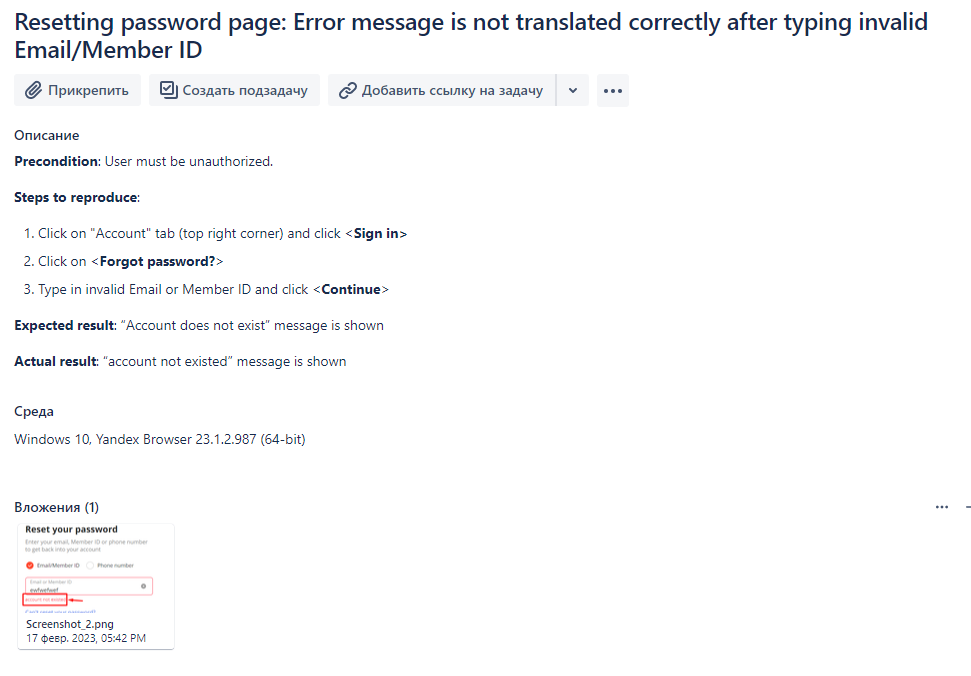 Resetting password page: Error message is not translated correctly after typing invalid
Email/Member ID
Прикрепить
Создать подзадачу
Добавить ссылку на задачу
Описание
Precondition: User must be unauthorized.
Steps to reproduce:
1. Click on "Account" tab (top right corner) and click <Sign in>
2. Click on <Forgot password?>
3. Type in invalid Email or Member ID and click <Continue>
Expected result: “Account does not exist” message is shown
Actual result: “account not existed” message is shown
Среда
Windows 10, Yandex Browser 23.1.2.987 (64-bit)
Вложения (1)
Reset your password
Enter your email, Member ID or phone number
to get back into your account
Email/Member ID
Phone number
Email or Member ID
ewfwefwef
Screenshot_2.png
17 февр. 2023, 05:42 PM